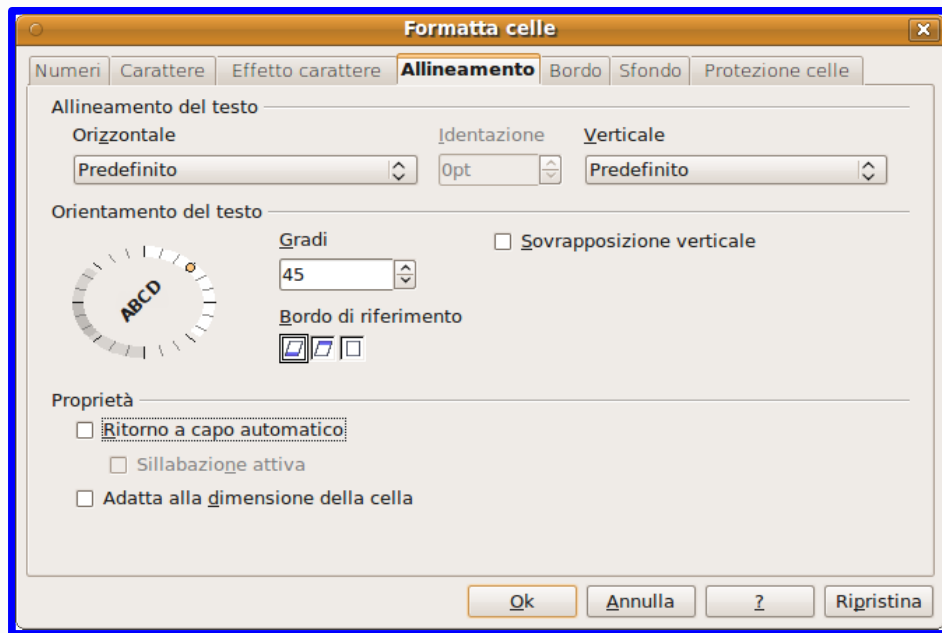 Formatta celle
Numeri Carattere Effetto carattere Allineamento Bordo Sfondo Protezione celle
Allineamento del testo
Orizzontale Identazione Verticale
Predefinito 0pt Predefinito
Orientamento del testo
Gradi Sovrapposizione verticale
ABCD 45
Bordo di riferimento
Proprietà
Ritorno a capo automatico
Sillabazione attiva
Adatta alla dimensione della cella
Ok Annulla ? Ripristina